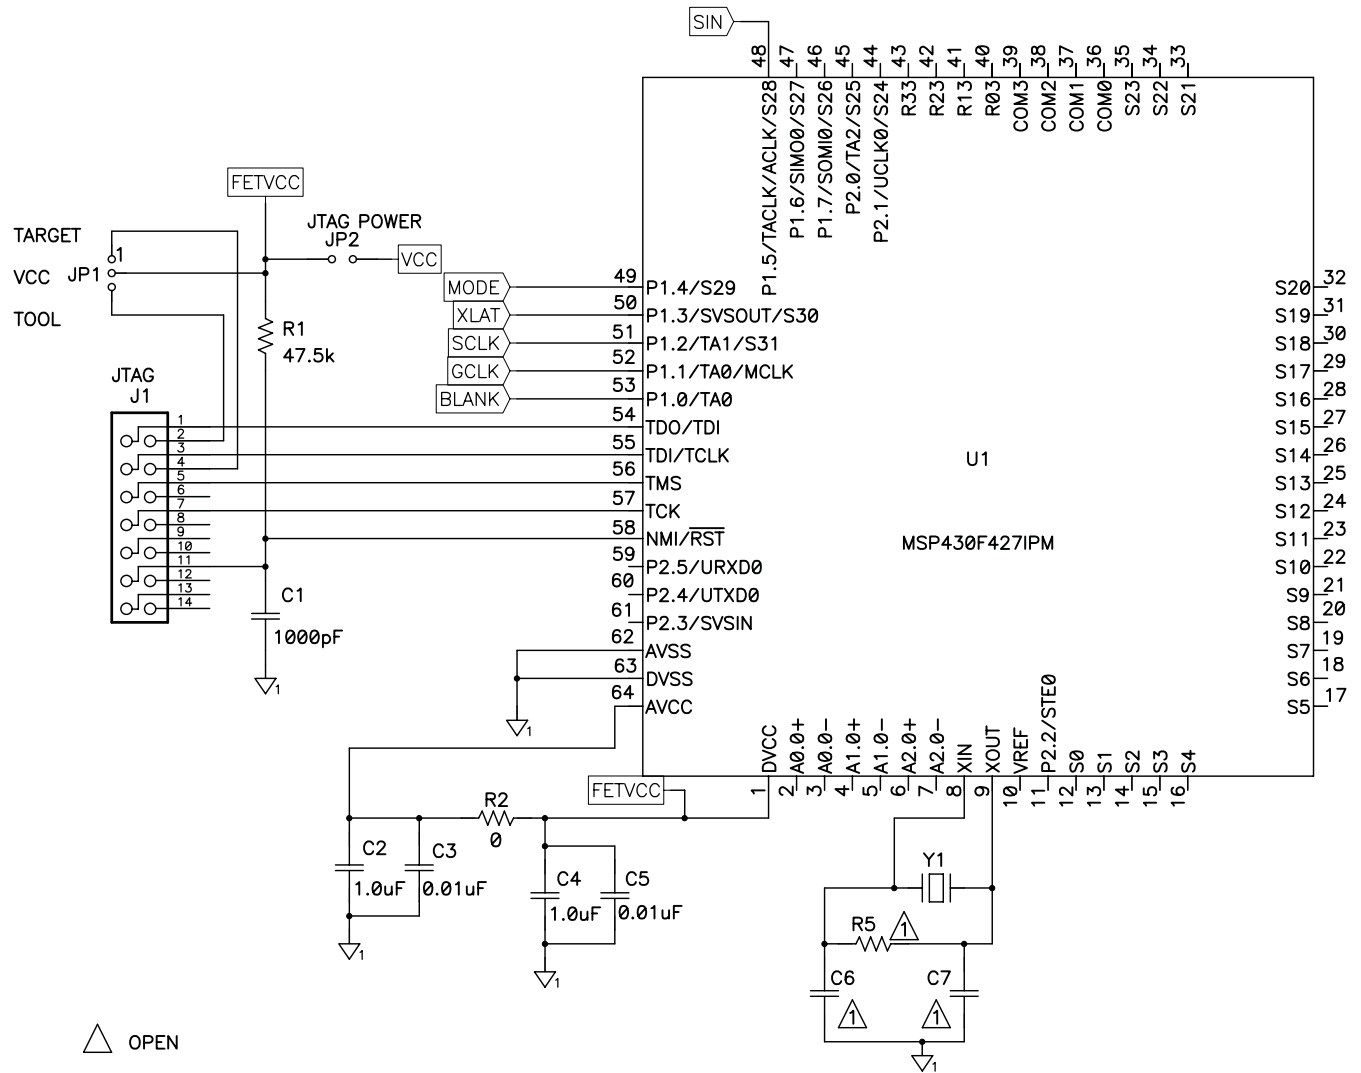 SIN
48
47
46
45
44
43
42
41
40
39
38
37
36
35
34
33
P1.5/TACLK/ACLK/S28
P1.6/SIMO0/S27
P1.7/SOMI0/S26
P2.0/TA2/S25
P2.1/UCLK0/S24
R33
R23
R13
R03
COM3
COM2
COM1
COM0
S23
S22
S21
FETVCC
JTAG POWER
JP2
VCC
TARGET
1
VCC
JP1
TOOL
R1
47.5k
MODE
49
P1.4/S29
XLAT
50
P1.3/SVSOUT/S30
SCLK
51
P1.2/TA1/S31
GCLK
52
P1.1/TA0/MCLK
BLANK
53
P1.0/TA0
54
TDO/TDI
55
TDI/TCLK
56
TMS
57
TCK
58
NMI/RST
59
P2.5/URXD0
60
P2.4/UTXD0
61
P2.3/SVSIN
62
AVSS
63
DVSS
64
AVCC
JTAG
J1
1
2
3
4
5
6
7
8
9
10
11
12
13
14
C1
1000pF
1
1
U1
MSP430F427IPM
S20
32
S19
31
S18
30
S17
29
S16
28
S15
27
S14
26
S13
25
S12
24
S11
23
S10
22
S9
21
S8
20
S7
19
S6
18
S5
17
DVCC
A0.0+
A0.0-
A1.0+
A1.0-
A2.0+
A2.0-
XIN
XOUT
VREF
P2.2/STE0
S0
S1
S2
S3
S4
1
2
3
4
5
6
7
8
9
10
11
12
13
14
15
16
FETVCC
R2
0
C2
1.0uF
C3
0.01uF
C4
1.0uF
C5
0.01uF
1
1
Y1
R5
1
C6
1
C7
1
1
OPEN